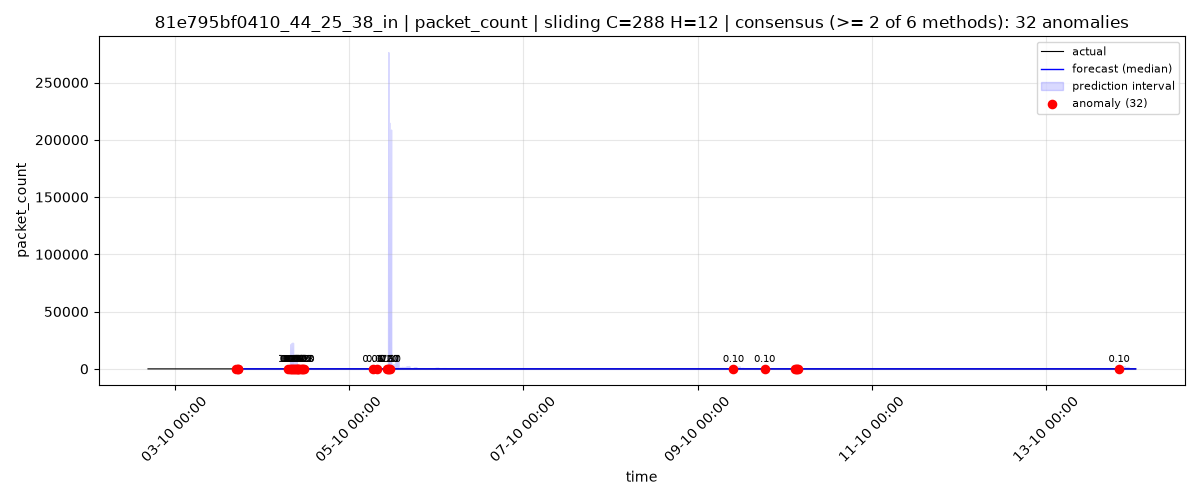 81e795bf0410_44_25_38_in | packet_count | sliding C=288 H=12 | consensus (>= 2 of 6 methods): 32 anomalies
actual
forecast (median)
prediction interval
anomaly (32)
packet_count
250000
200000
150000
100000
50000
0
0.10
0.10
0.10
03-10 00:00
05-10 00:00
07-10 00:00
09-10 00:00
11-10 00:00
13-10 00:00
time